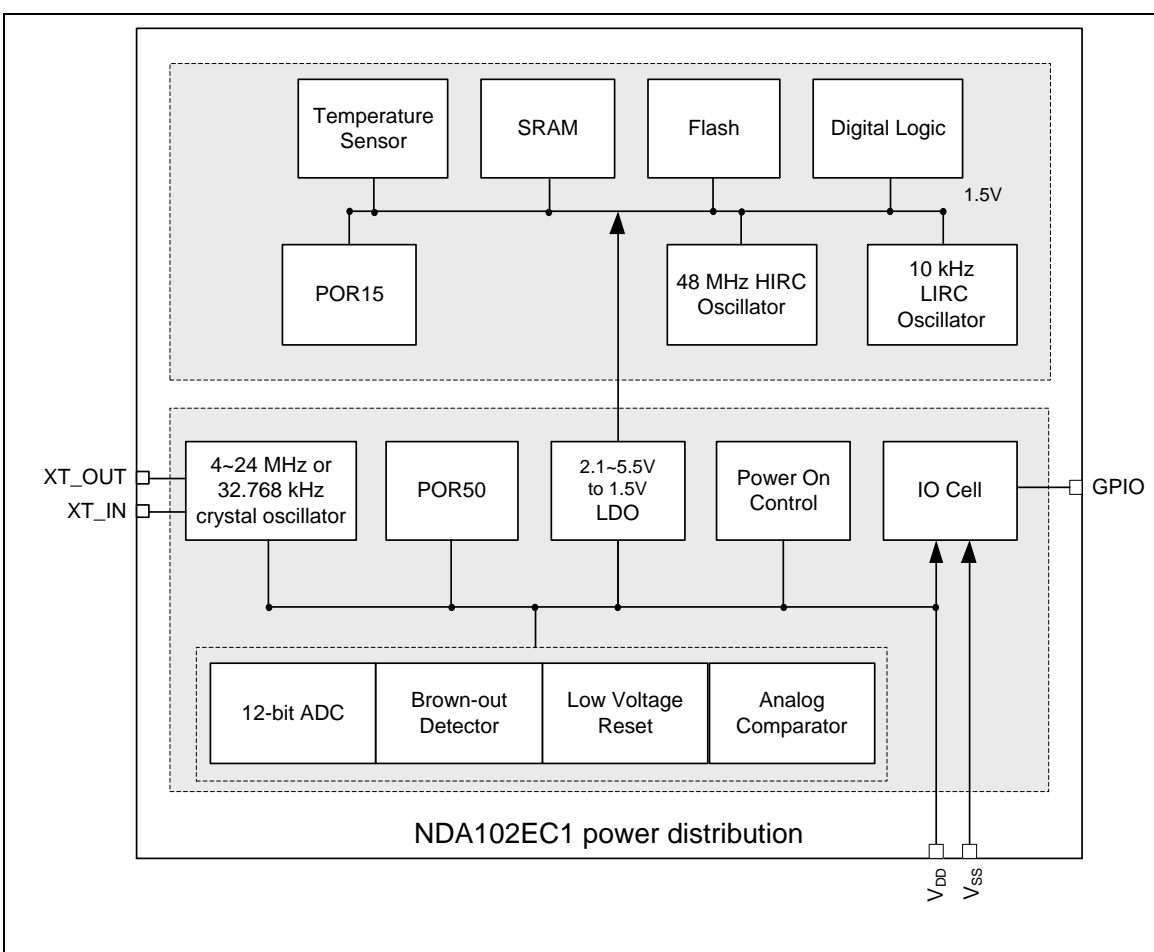 Temperature
Sensor
SRAM
Flash
Digital Logic
1.5V
POR15
48 MHz HIRC
Oscillator
10 kHz
LIRC
Oscillator
XT_OUT
XT_IN
4~24 MHz or
32.768 kHz
crystal oscillator
POR50
2.1~5.5V
to 1.5V
LDO
Power On
Control
IO Cell
GPIO
12-bit ADC
Brown-out
Detector
Low Voltage
Reset
Analog
Comparator
NDA102EC1 power distribution
VDD
VSS